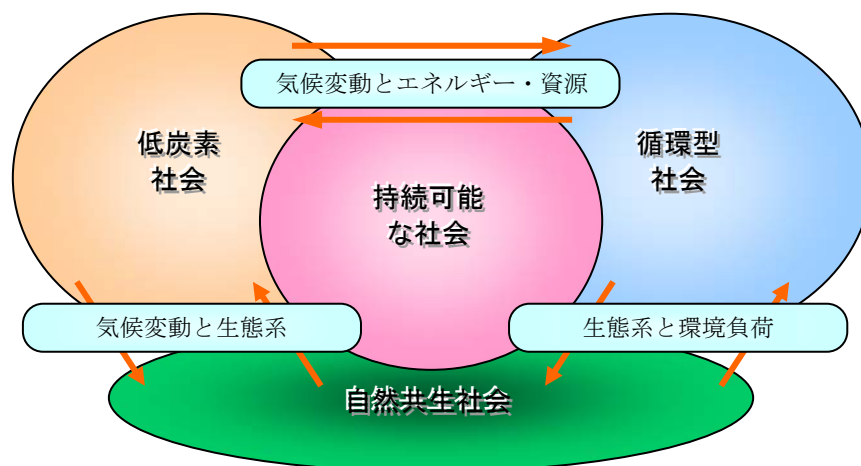 気候変動とエネルギー・資源
低炭素
社会
循環型
社会
持続可能
な社会
気候変動と生態系
生態系と環境負荷
自然共生社会